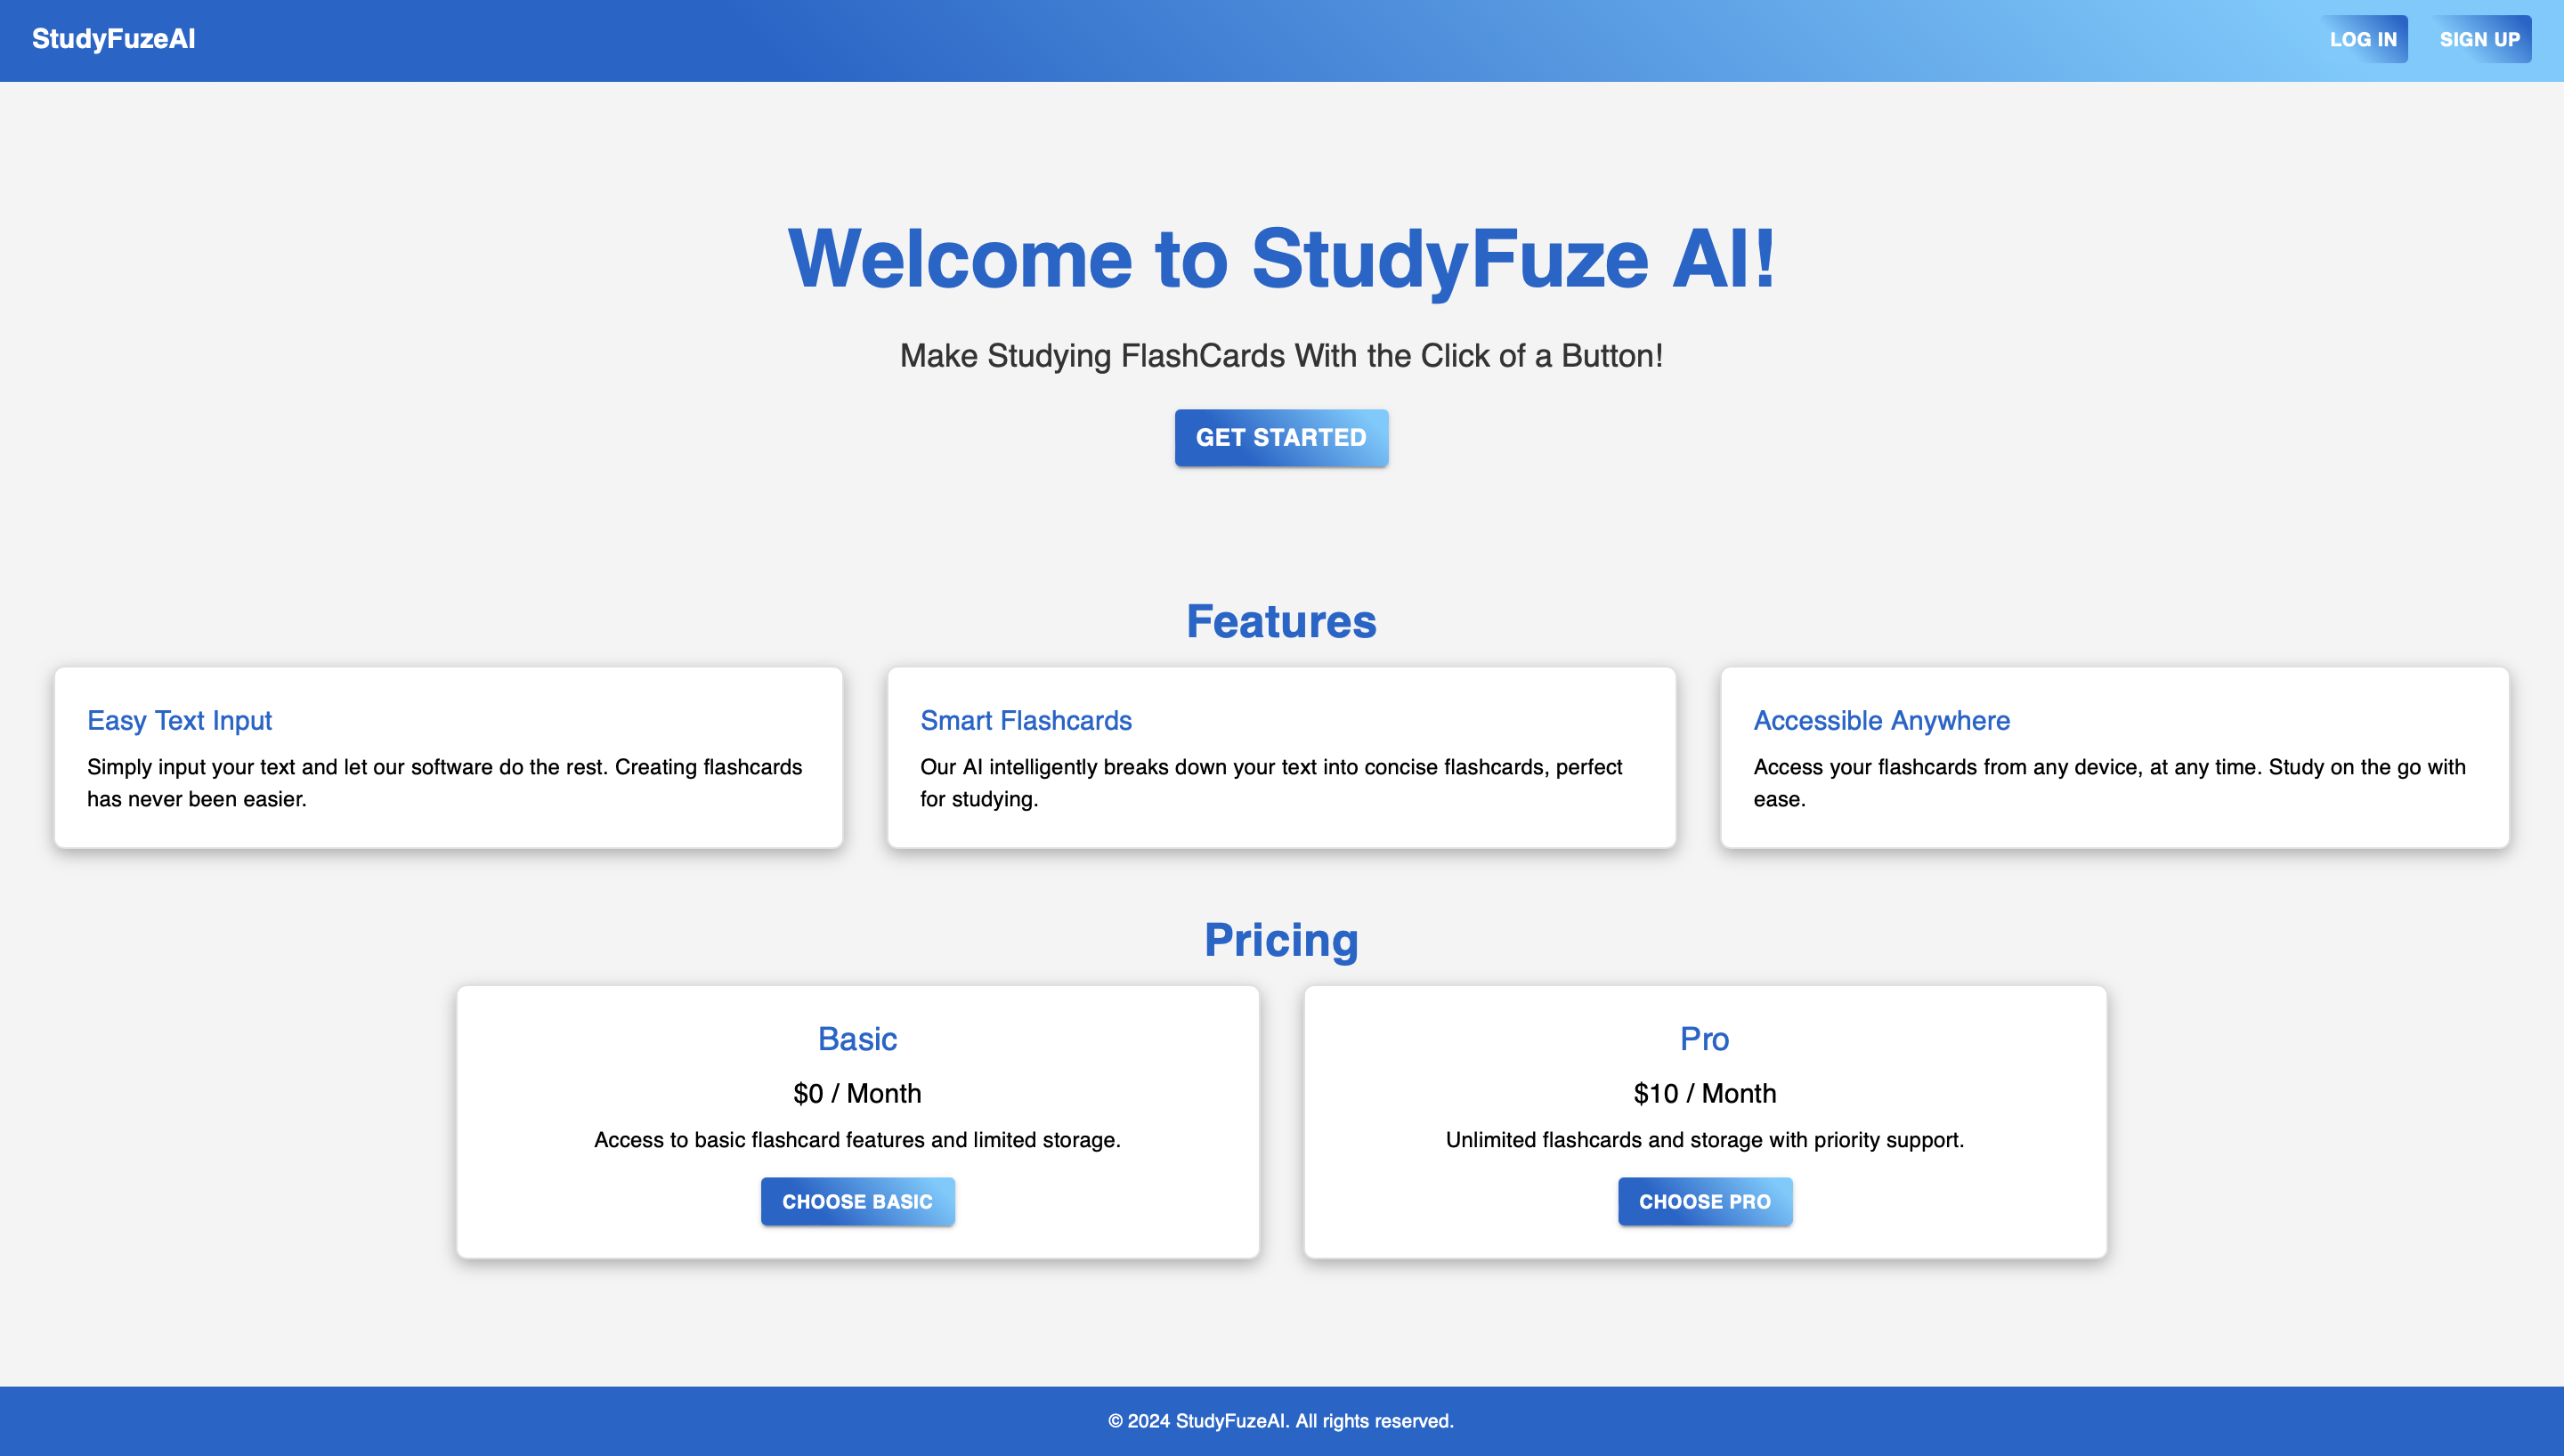 StudyFuzeAI
LOG IN
SIGN UP
Welcome to StudyFuze AI!
Make Studying FlashCards With the Click of a Button!
GET STARTED
Features
Easy Text Input
Simply input your text and let our software do the rest. Creating flashcards
has never been easier.
Smart Flashcards
Our AI intelligently breaks down your text into concise flashcards, perfect
for studying.
Accessible Anywhere
Access your flashcards from any device, at any time. Study on the go with
ease.
Pricing
Basic
$0 / Month
Access to basic flashcard features and limited storage.
CHOOSE BASIC
Pro
$10 / Month
Unlimited flashcards and storage with priority support.
CHOOSE PRO
© 2024 StudyFuzeAI. All rights reserved.